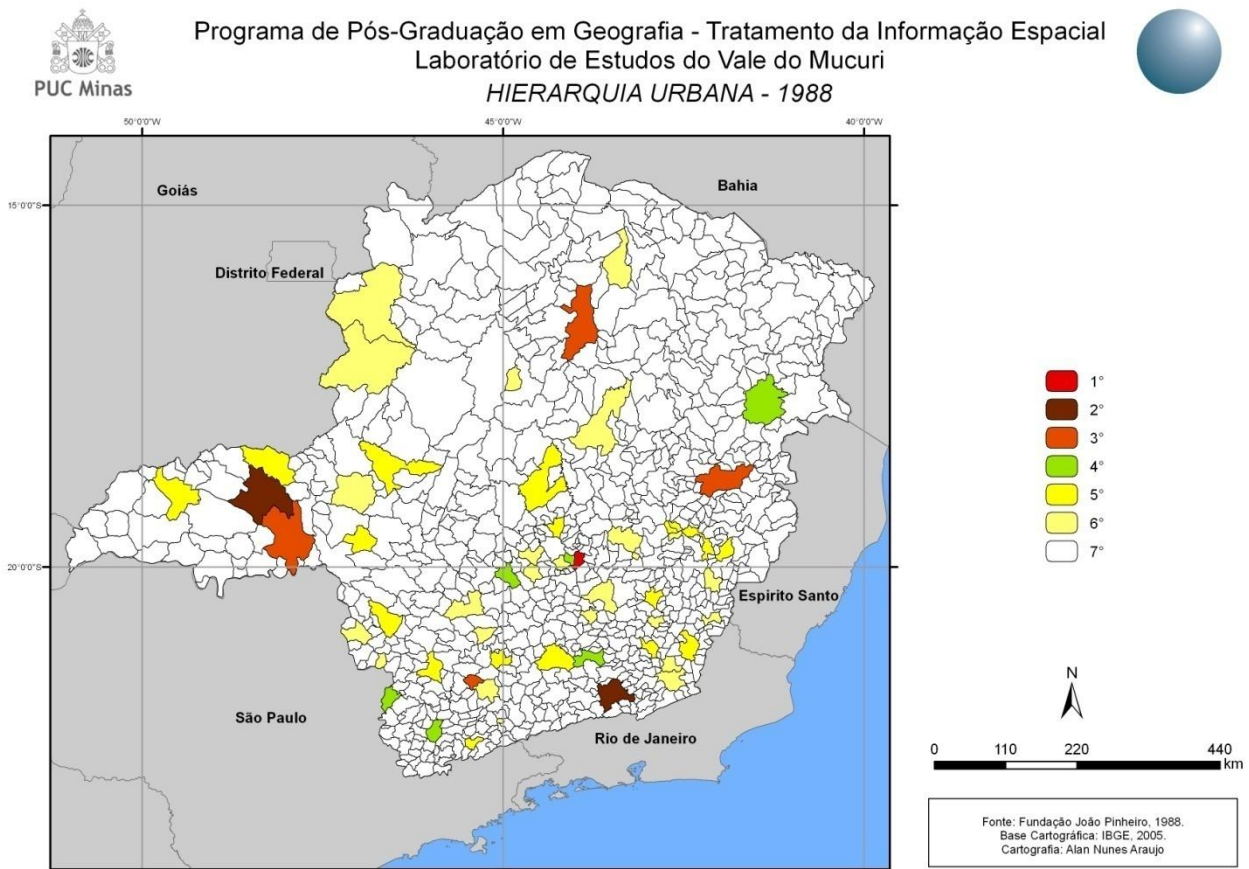 Programa de Pós-Graduação em Geografia - Tratamento da Informação Espacial
Laboratório de Estudos do Vale do Mucuri
HIERARQUIA URBANA - 1988
PUC Minas
50°0'0"W
45°0'0"W
40°0'0"W
15°0'0"S
20°0'0"S
Goiás
Bahia
Distrito Federal
Espirito Santo
São Paulo
Rio de Janeiro
1°
2°
3°
4°
5°
6°
7°
N
0 110 220 440
km
Fonte: Fundação João Pinheiro, 1988.
Base Cartográfica: IBGE, 2005.
Cartografia: Alan Nunes Araujo